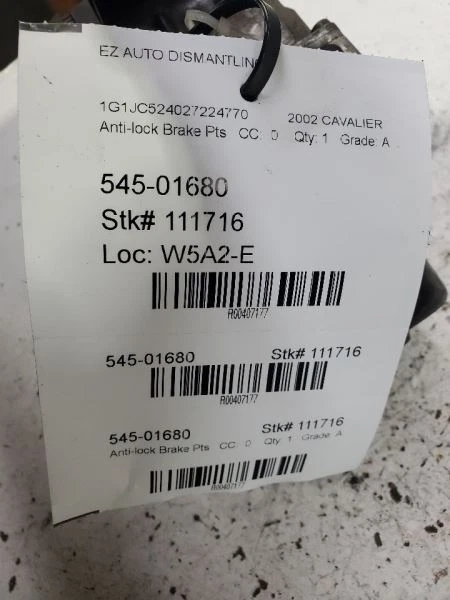 EZ AUTO DISMANTLING
1G1JC524027224770 2002 CAVALIER
Anti-lock Brake Pts CC: 0 Qty: 1 Grade: A
545-01680
Stk# 111716
Loc: W5A2-E
R00407177
545-01680 Stk# 111716
R00407177
545-01680 Stk# 111716
Anti-lock Brake Pts CC: 0 Qty: 1 Grade: A
R00407177